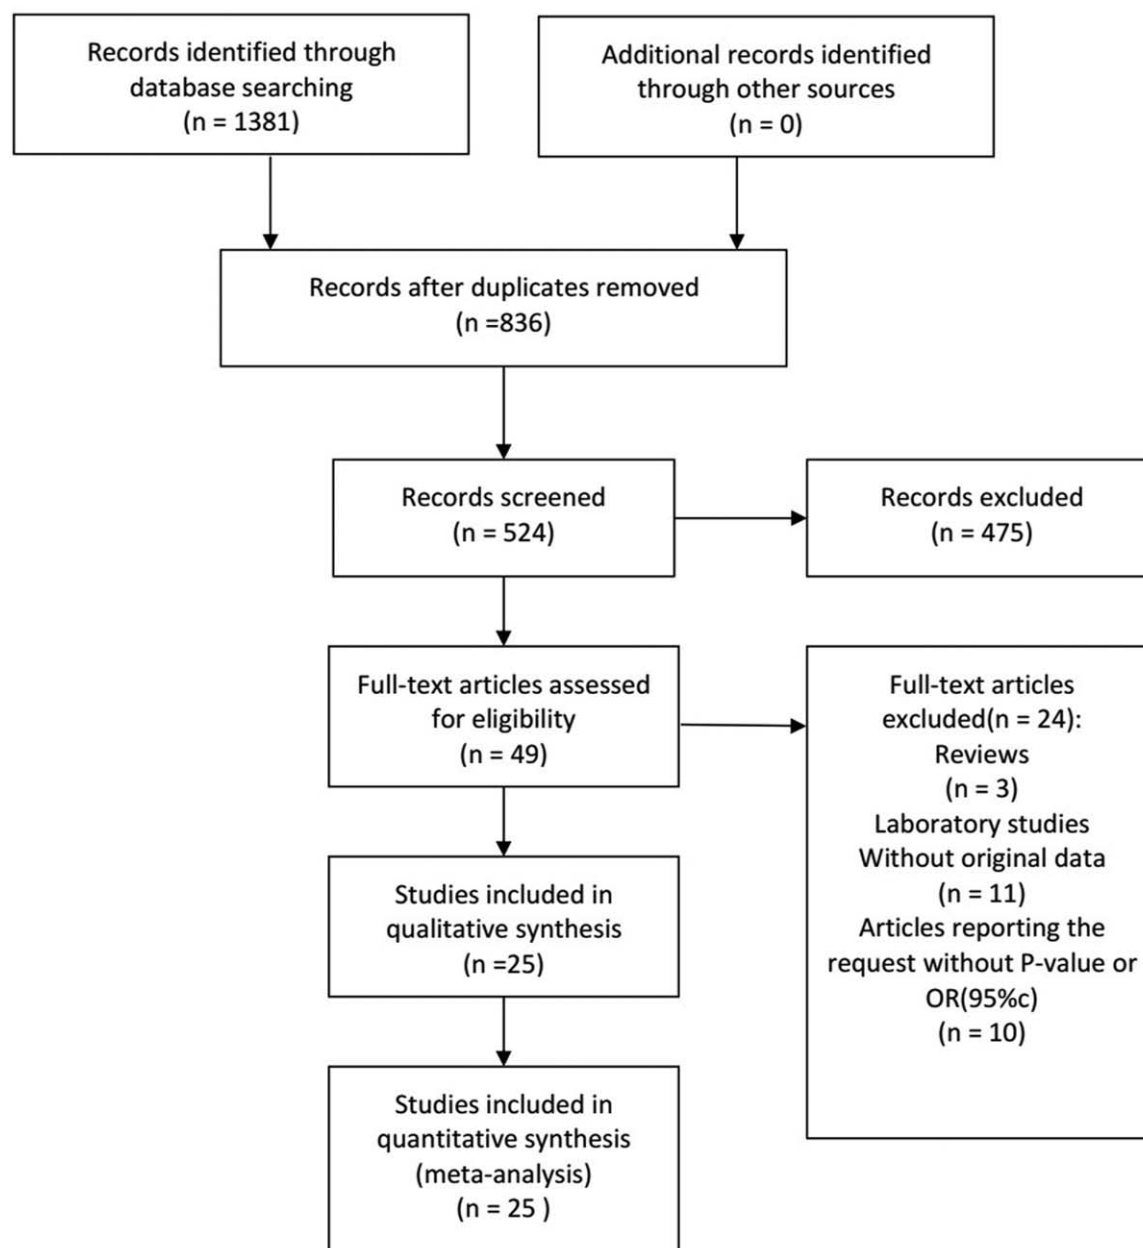 Records identified through
database searching
(n = 1381)
Additional records identified
through other sources
(n = 0)
Records after duplicates removed
(n =836)
Records screened
(n = 524)
Records excluded
(n = 475)
Full-text articles assessed
for eligibility
(n = 49)
Full-text articles
excluded(n = 24):
Reviews
(n = 3)
Laboratory studies
Without original data
(n = 11)
Articles reporting the
request without P-value or
OR(95%c)
(n = 10)
Studies included in
qualitative synthesis
(n =25)
Studies included in
quantitative synthesis
(meta-analysis)
(n = 25 )